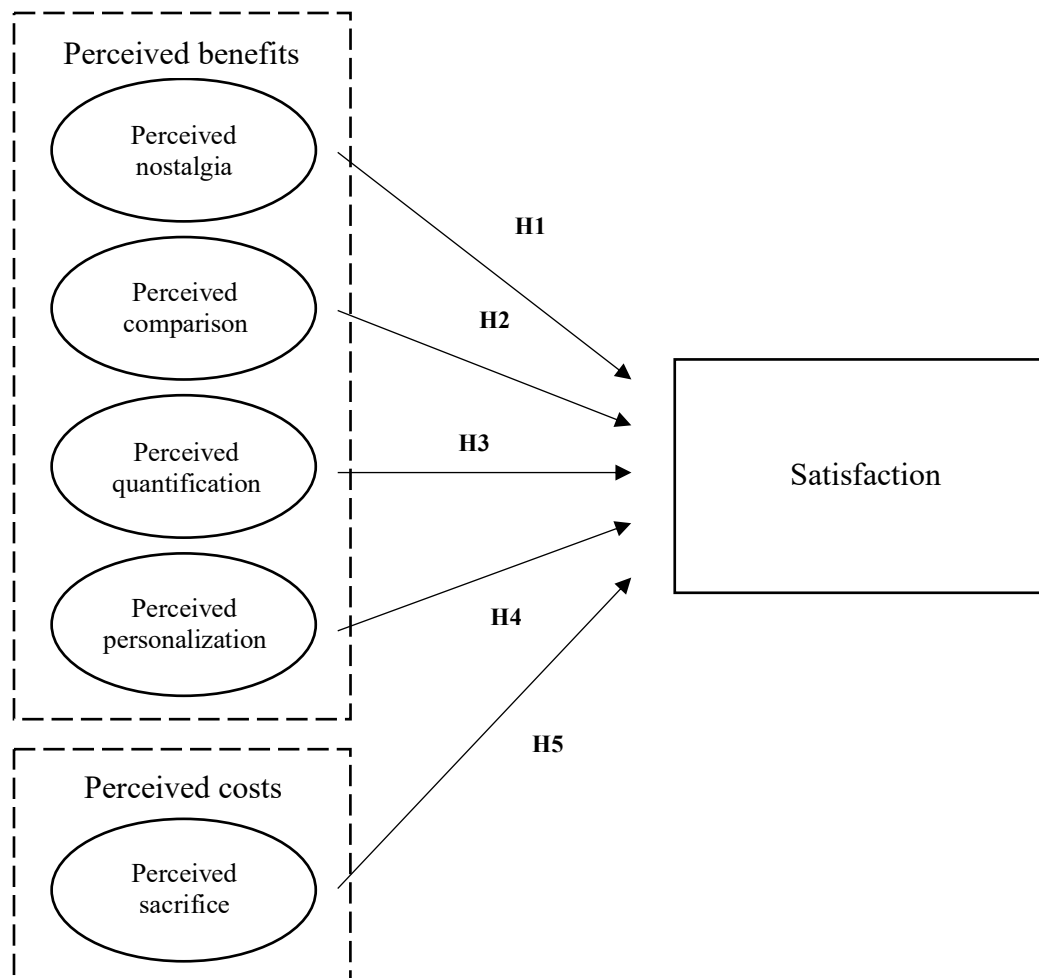 Perceived benefits
Perceived
nostalgia
H1
Perceived
comparison
H2
Perceived
quantification
H3
Satisfaction
Perceived
personalization
H4
H5
Perceived costs
Perceived
sacrifice